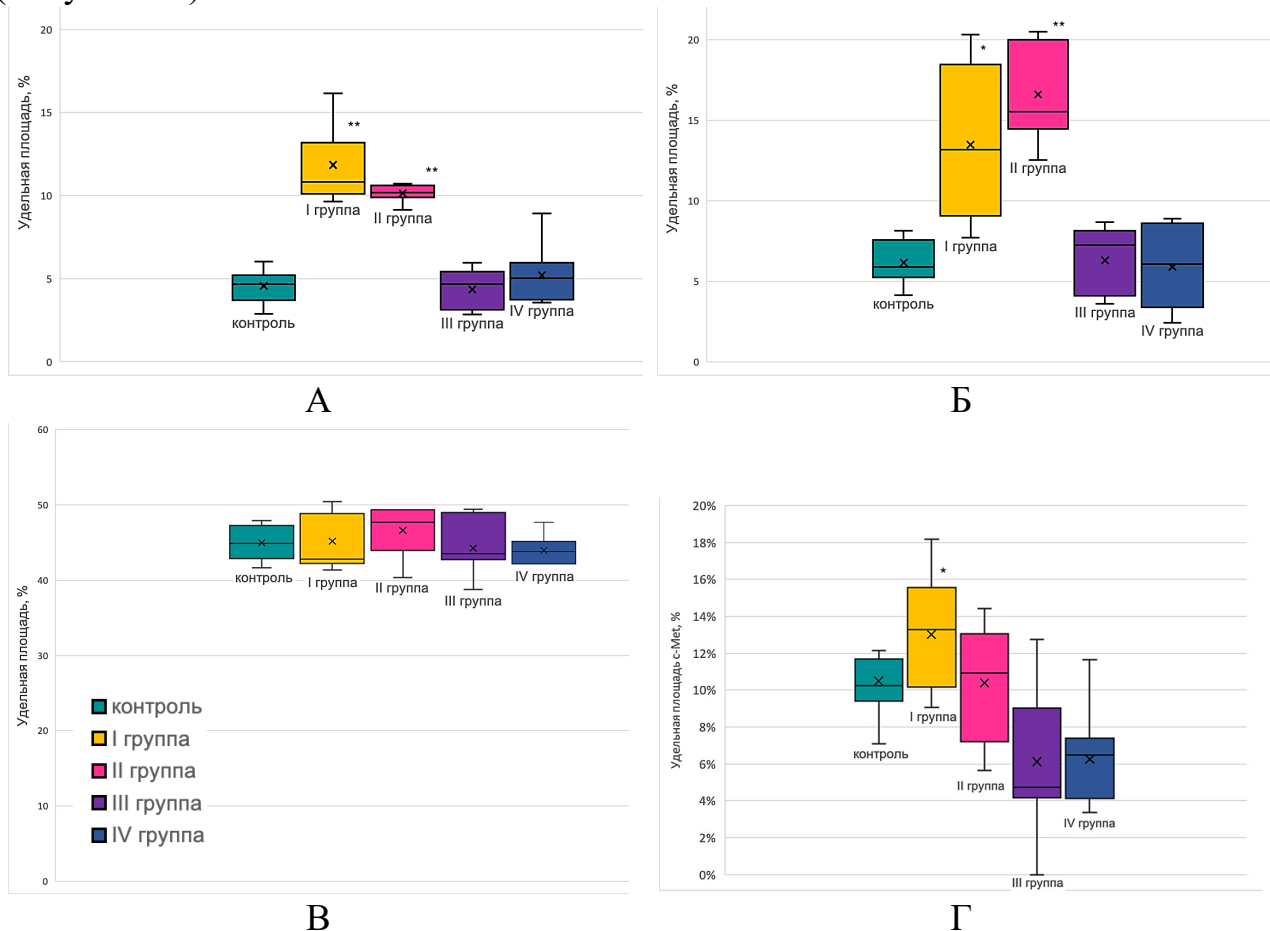 20
Удельная площадь, %
15
**
**
10
I группа
II группа
5
контроль
III группа
IV группа
0
А
20
**
*
Удельная площадь, %
15
II группа
10
I группа
5
контроль
III группа
IV группа
0
Б
60
50
контроль
I группа
II группа
III группа
IV группа
40
Удельная площадь, %
30
контроль
20
I группа
II группа
III группа
10
IV группа
0
В
20%
18%
16%
*
14%
12%
Удельная площадь c-Met, %
10%
I группа
8%
контроль
6%
II группа
4%
IV группа
2%
0%
III группа
Г